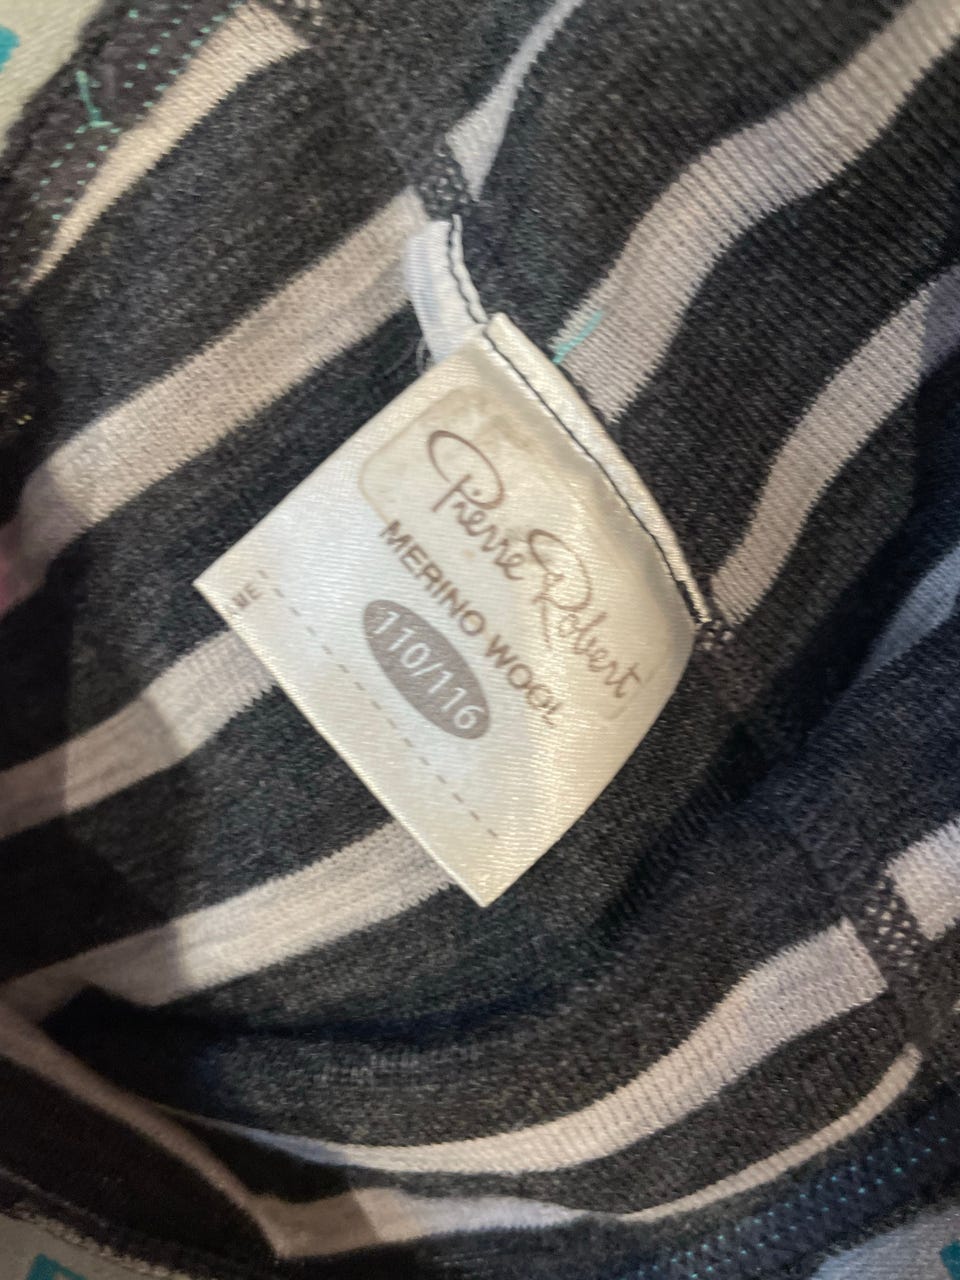 Pierre Robert
MERINO WOOL
110/116